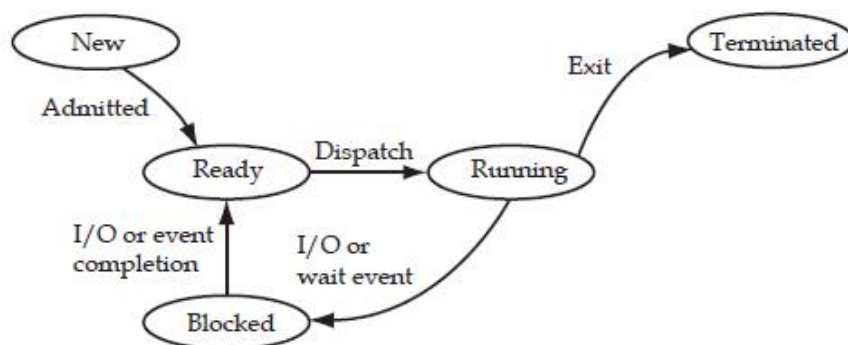 New
Terminated
Exit
Admitted
Ready
Dispatch
Running
I/O or event
completion
I/O or
wait event
Blocked